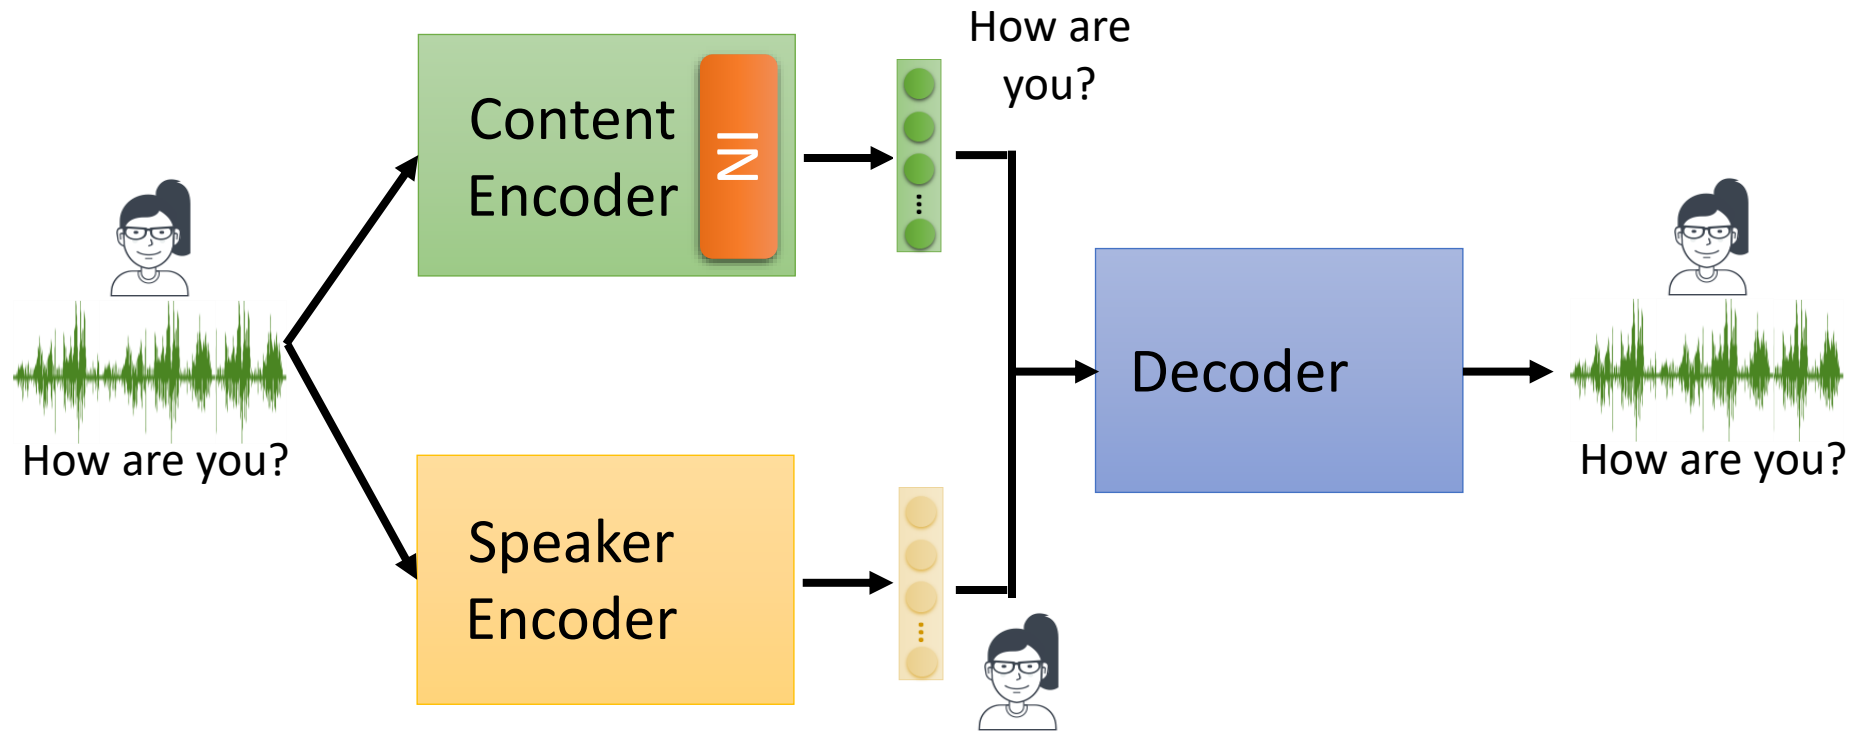 How are
you?
Content
Encoder
IN
How are you?
Decoder
How are you?
Speaker
Encoder